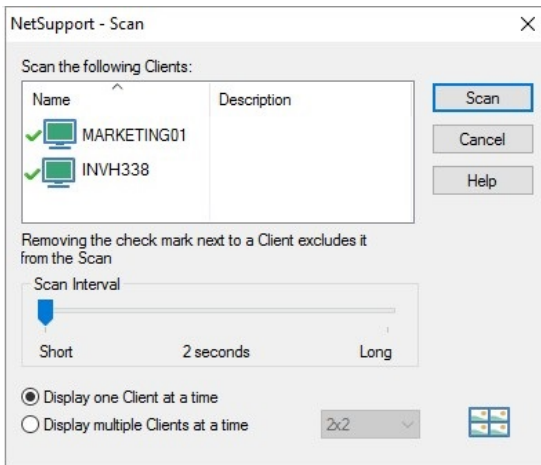 NetSupport - Scan
Scan the following Clients:
Name Description
MARKETING01
INVH338
Scan
Cancel
Help
Removing the check mark next to a Client excludes it
from the Scan
Scan Interval
Short 2 seconds Long
Display one Client at a time
Display multiple Clients at a time 2x2